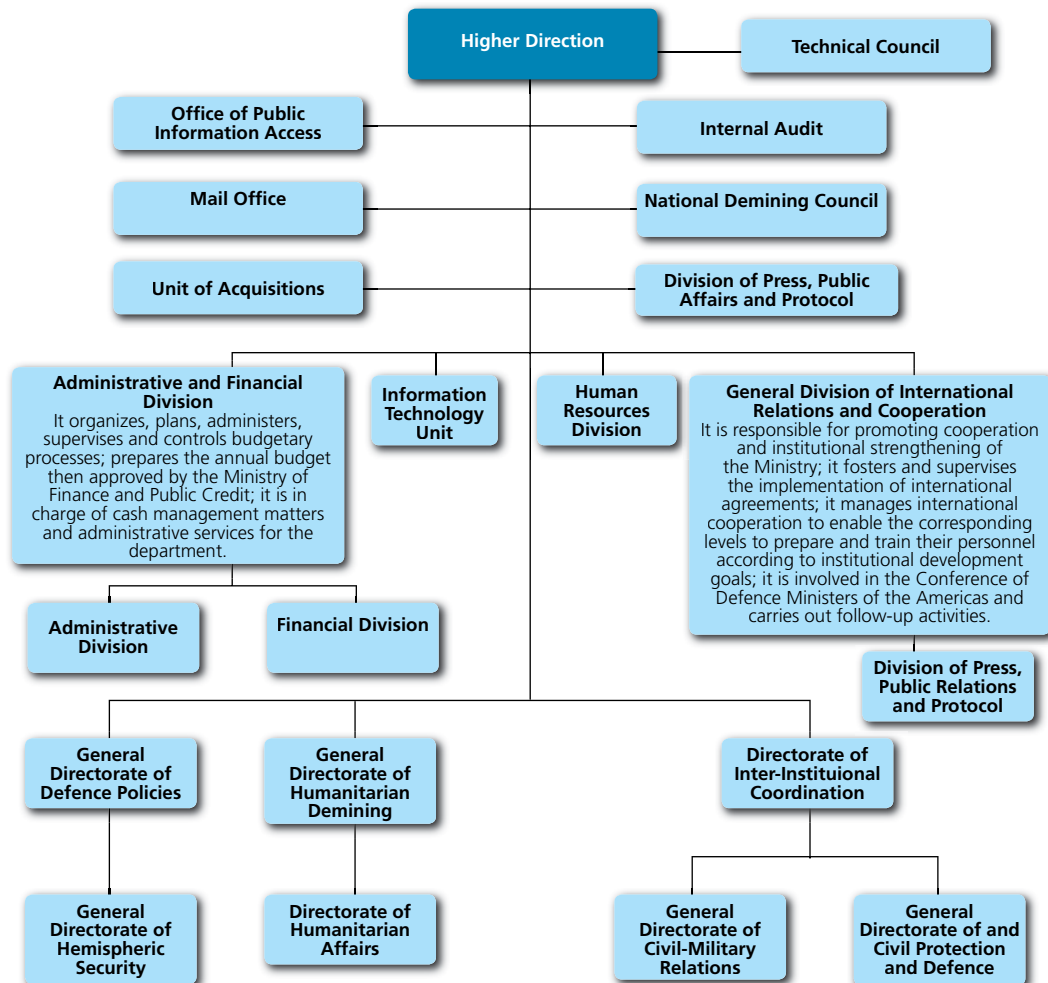 Higher Direction
Technical Council
Office of Public
Information Access
Internal Audit
Mail Office
National Demining Council
Unit of Acquisitions
Division of Press, Public
Affairs and Protocol
Administrative and Financial
Division
It organizes, plans, administers,
supervises and controls budgetary
processes; prepares the annual budget
then approved by the Ministry of
Finance and Public Credit; it is in
charge of cash management matters
and administrative services for the
department.
Information
Technology
Unit
Human
Resources
Division
General Division of International
Relations and Cooperation
It is responsible for promoting cooperation
and institutional strengthening of
the Ministry; it fosters and supervises
the implementation of international
agreements; it manages international
cooperation to enable the corresponding
levels to prepare and train their personnel
according to institutional development
goals; it is involved in the Conference of
Defence Ministers of the Americas and
carries out follow-up activities.
Administrative
Division
Financial Division
Division of Press,
Public Relations
and Protocol
General
Directorate of
Defence Policies
General
Directorate of
Humanitarian
Demining
Directorate of
Inter-Instituional
Coordination
General
Directorate of
Hemispheric
Security
Directorate of
Humanitarian
Affairs
General
Directorate of
Civil-Military
Relations
General
Directorate of and
Civil Protection
and Defence